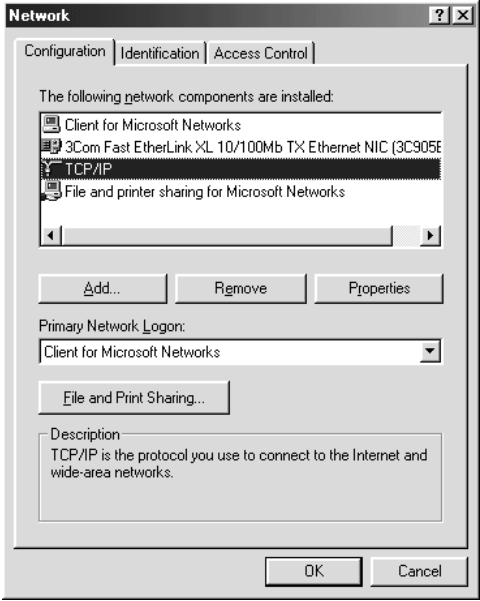 Network
Configuration Identification Access Control
The following network components are installed:
Client for Microsoft Networks
3Com Fast EtherLink XL 10/100Mb TX Ethernet NIC (3C905B
TCP/IP
File and printer sharing for Microsoft Networks
Add... Remove Properties
Primary Network Logon:
Client for Microsoft Networks
File and Print Sharing...
Description
TCP/IP is the protocol you use to connect to the Internet and
wide-area networks.
OK Cancel